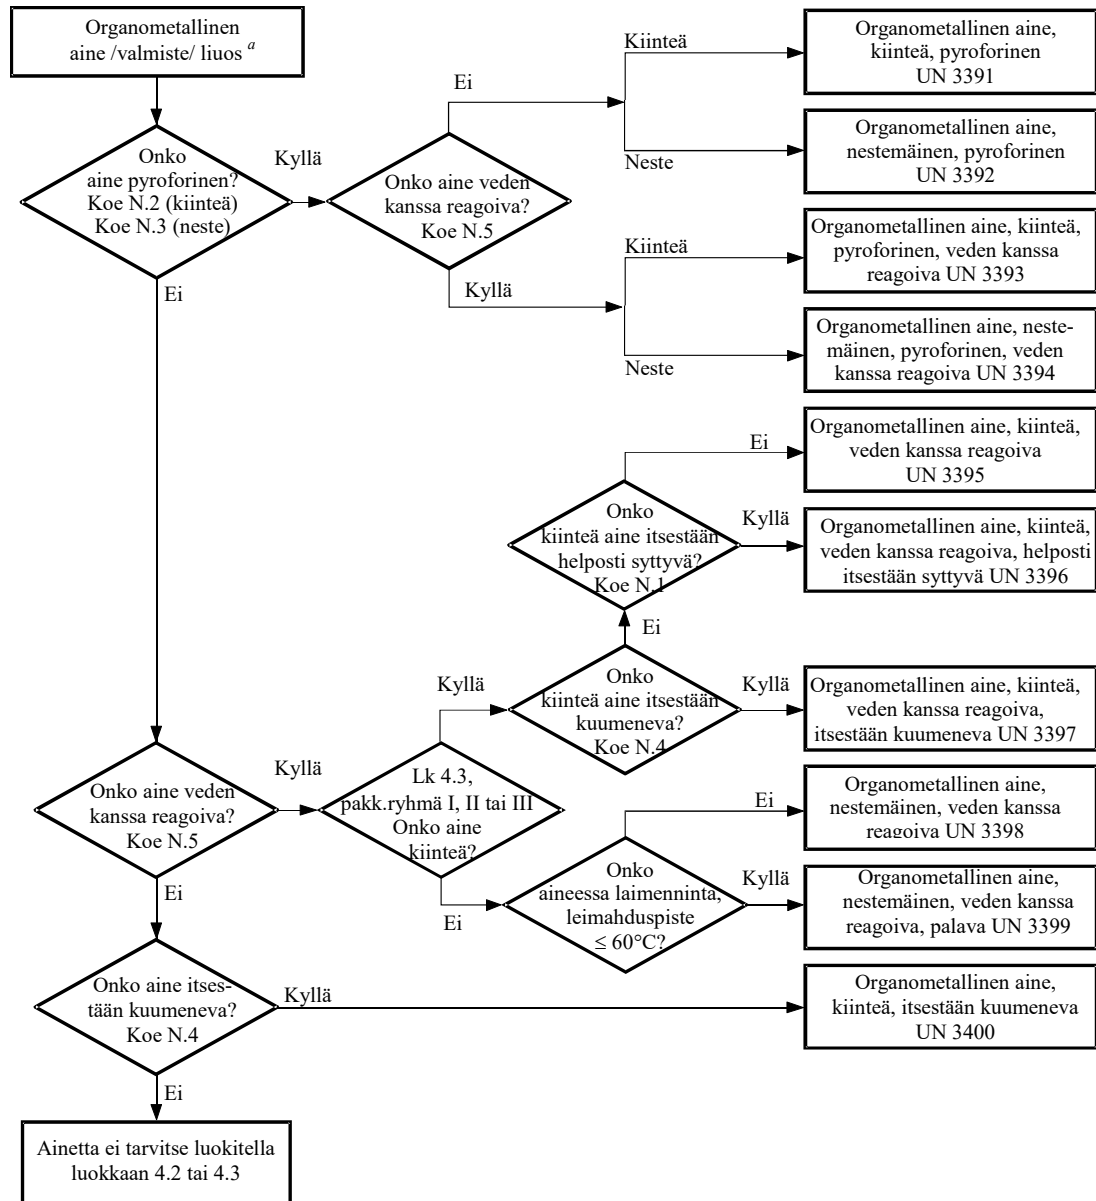 Organometallinen
aine /valmiste/ liuos a
Onko
aine pyroforinen?
Koe N.2 (kiinteä)
Koe N.3 (neste)
Kyllä
Ei
Onko aine veden
kanssa reagoiva?
Koe N.5
Ei
Kyllä
Kiinteä
Neste
Kiinteä
Neste
Organometallinen aine,
kiinteä, pyroforinen
UN 3391
Organometallinen aine,
nestemäinen, pyroforinen
UN 3392
Organometallinen aine, kiinteä,
pyroforinen, veden kanssa
reagoiva UN 3393
Organometallinen aine, neste-
mäinen, pyroforinen, veden
kanssa reagoiva UN 3394
Ei
Organometallinen aine, kiinteä,
veden kanssa reagoiva
UN 3395
Onko
kiinteä aine itsestään
helposti syttyvä?
Koe N.1
Kyllä
Organometallinen aine, kiinteä,
veden kanssa reagoiva, helposti
itsestään syttyvä UN 3396
Ei
Onko
kiinteä aine itsestään
kuumeneva?
Koe N.4
Kyllä
Organometallinen aine, kiinteä,
veden kanssa reagoiva,
itsestään kuumeneva UN 3397
Kyllä
Onko aine veden
kanssa reagoiva?
Koe N.5
Kyllä
Lk 4.3,
pakk.ryhmä I, II tai III
Onko aine
kiinteä?
Ei
Organometallinen aine,
nestemäinen, veden kanssa
reagoiva UN 3398
Ei
Onko
aineessa laimenninta,
leimahduspiste
≤ 60°C?
Kyllä
Organometallinen aine,
nestemäinen, veden kanssa
reagoiva, palava UN 3399
Ei
Onko aine itses-
tään kuumeneva?
Koe N.4
Kyllä
Organometallinen aine,
kiinteä, itsestään kuumeneva
UN 3400
Ei
Ainetta ei tarvitse luokitella
luokkaan 4.2 tai 4.3